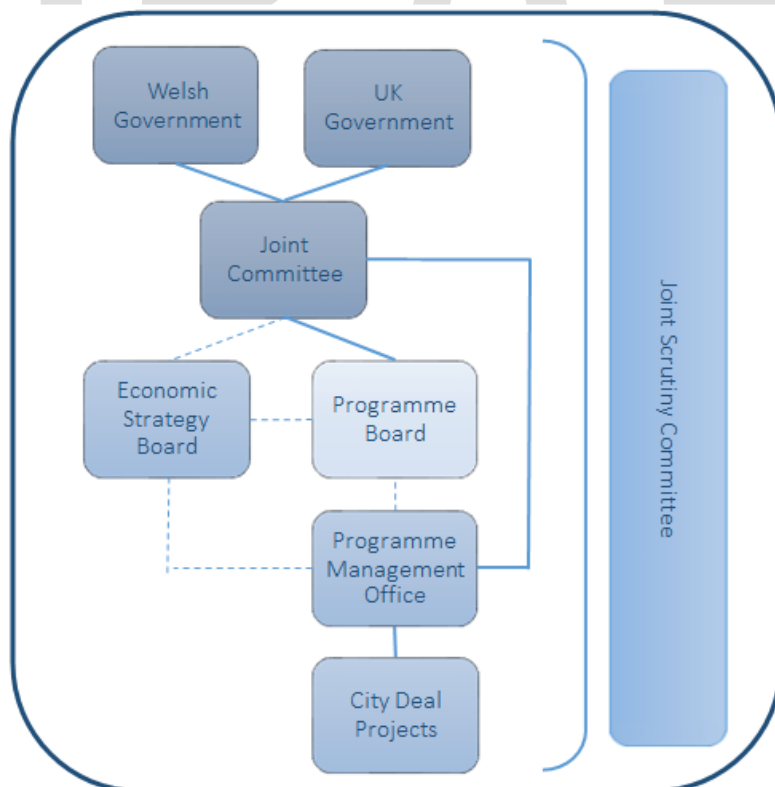 Welsh
Government
UK
Government
Joint
Committee
Economic
Strategy
Board
Programme
Board
Programme
Management
Office
City Deal
Projects
Joint Scrutiny Committee